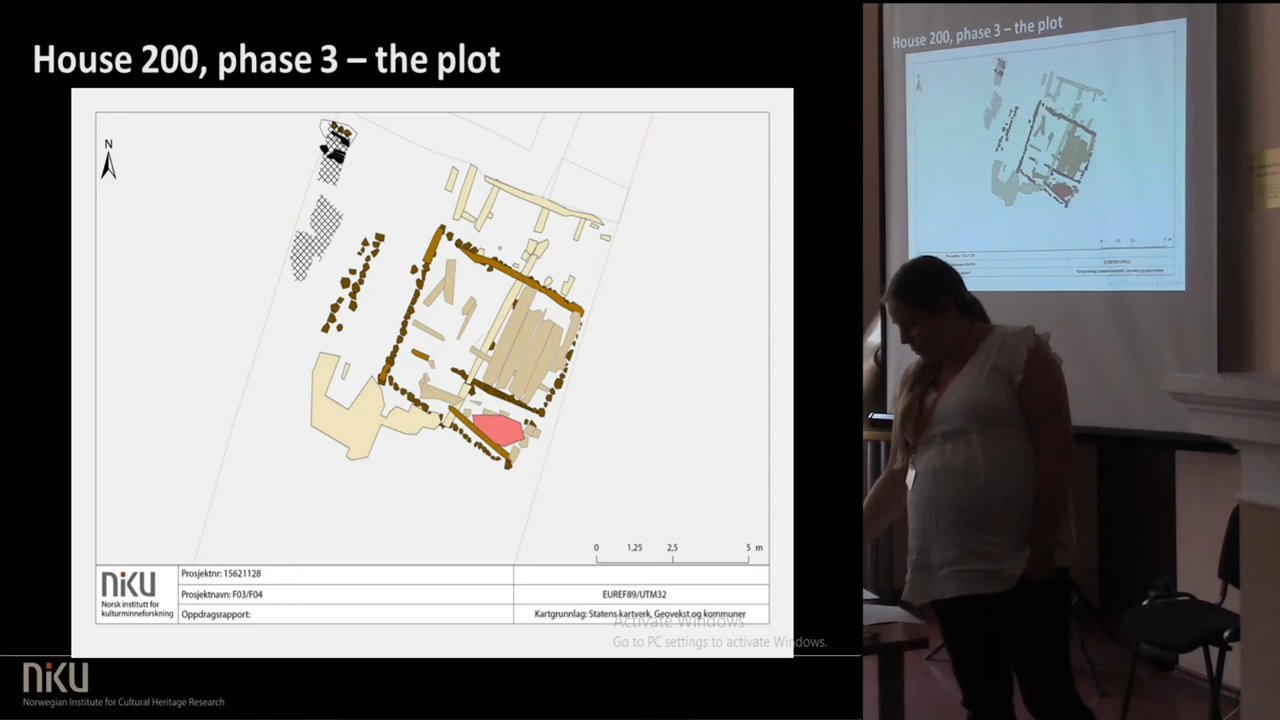 House 200, phase 3 – the plot
N
0 1,25 2,5 5 m
NIKU
Norsk institutt for
kulturminneforskning
Prosjektnr: 15621128
Prosjektnavn: F03/F04
EUREF89/UTM32
Oppdragsrapport:
Kartgrunnlag: Statens kartverk, Geovekst og kommuner
Activate Windows
Go to PC settings to activate Windows.
NIKU
Norwegian Institute for Cultural Heritage Research
House 200, phase 3 – the plot